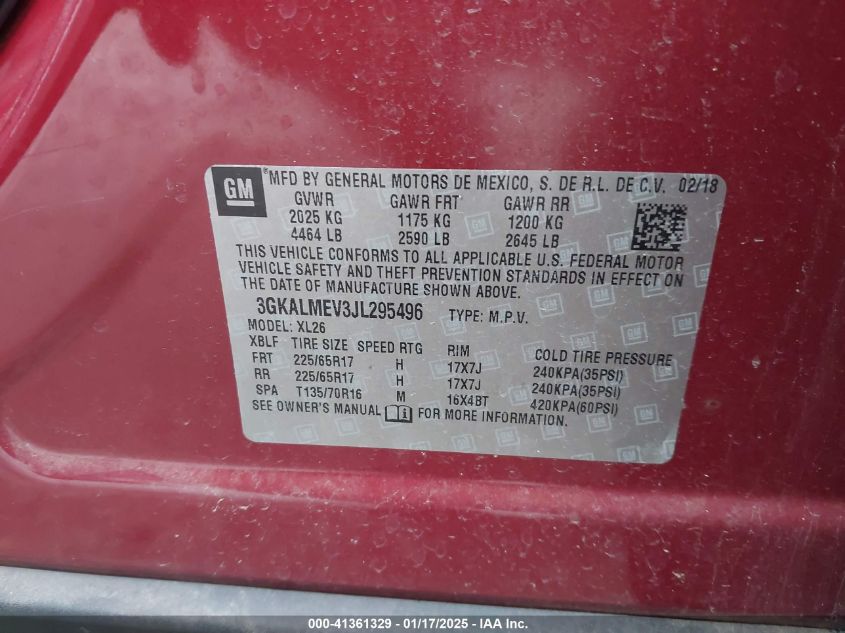 GM ®MFD BY GENERAL MOTORS DE MEXICO, S. DE R.L. DE C.V. 02/18
GVWR GAWR FRT GAWR RR
2025 KG 1175 KG 1200 KG
4464 LB 2590 LB 2645 LB
THIS VEHICLE CONFORMS TO ALL APPLICABLE U.S. FEDERAL MOTOR
VEHICLE SAFETY AND THEFT PREVENTION STANDARDS IN EFFECT ON
THE DATE OF MANUFACTURE SHOWN ABOVE.
3GKALMEV3JL295496 TYPE: M.P.V.
MODEL: XL26
XBLF TIRE SIZE SPEED RTG RIM COLD TIRE PRESSURE
FRT 225/65R17 H 17X7J 240KPA(35PSI)
RR 225/65R17 H 17X7J 240KPA(35PSI)
SPA T135/70R16 M 16X4BT 420KPA(60PSI)
SEE OWNER'S MANUAL FOR MORE INFORMATION.
000-41361329 - 01/17/2025 - IAA Inc.